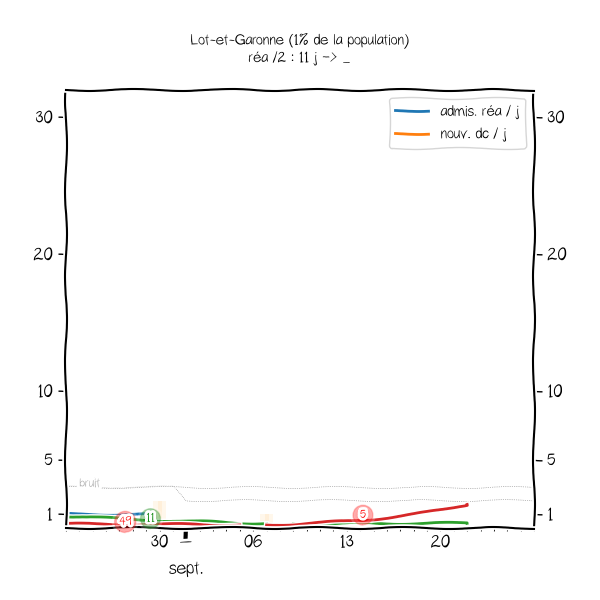 Lot-et-Garonne (1% de la population)
réa /2 : 11 j -> _
admis. réa / j
nouv. dc / j
30 30
20 20
10 10
5 5
bruit
1 49 11 5 1
30 06 13 20
sept.